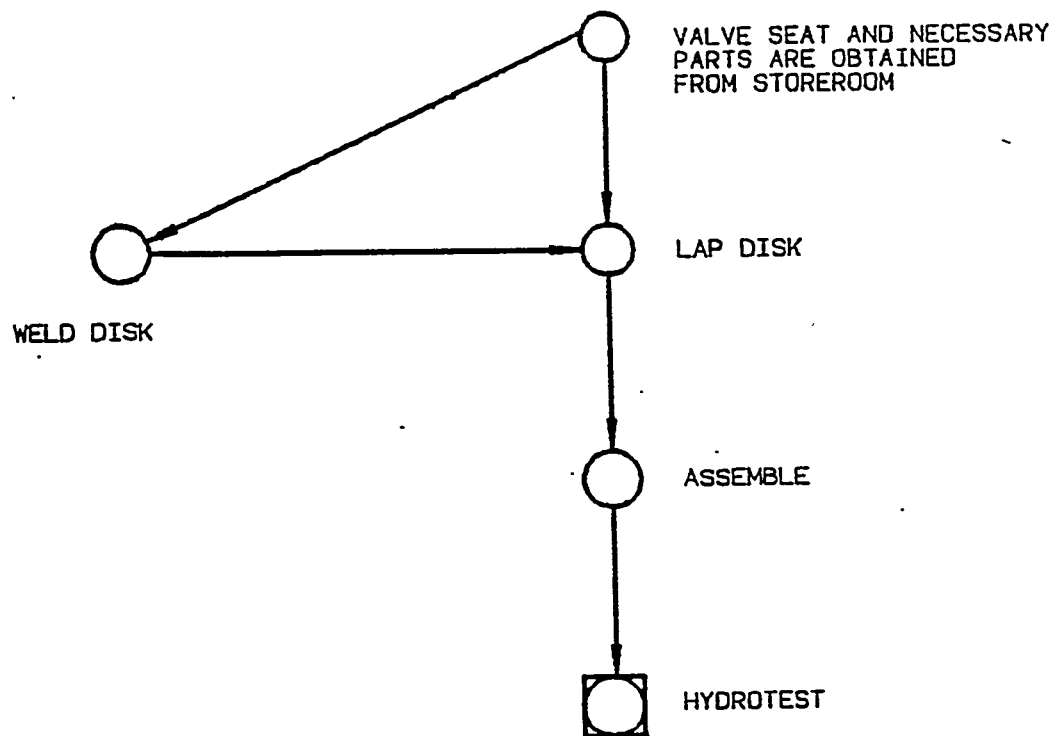 VALVE SEAT AND NECESSARY
PARTS ARE OBTAINED
FROM STOREROOM
LAP DISK
WELD DISK
ASSEMBLE
HYDROTEST